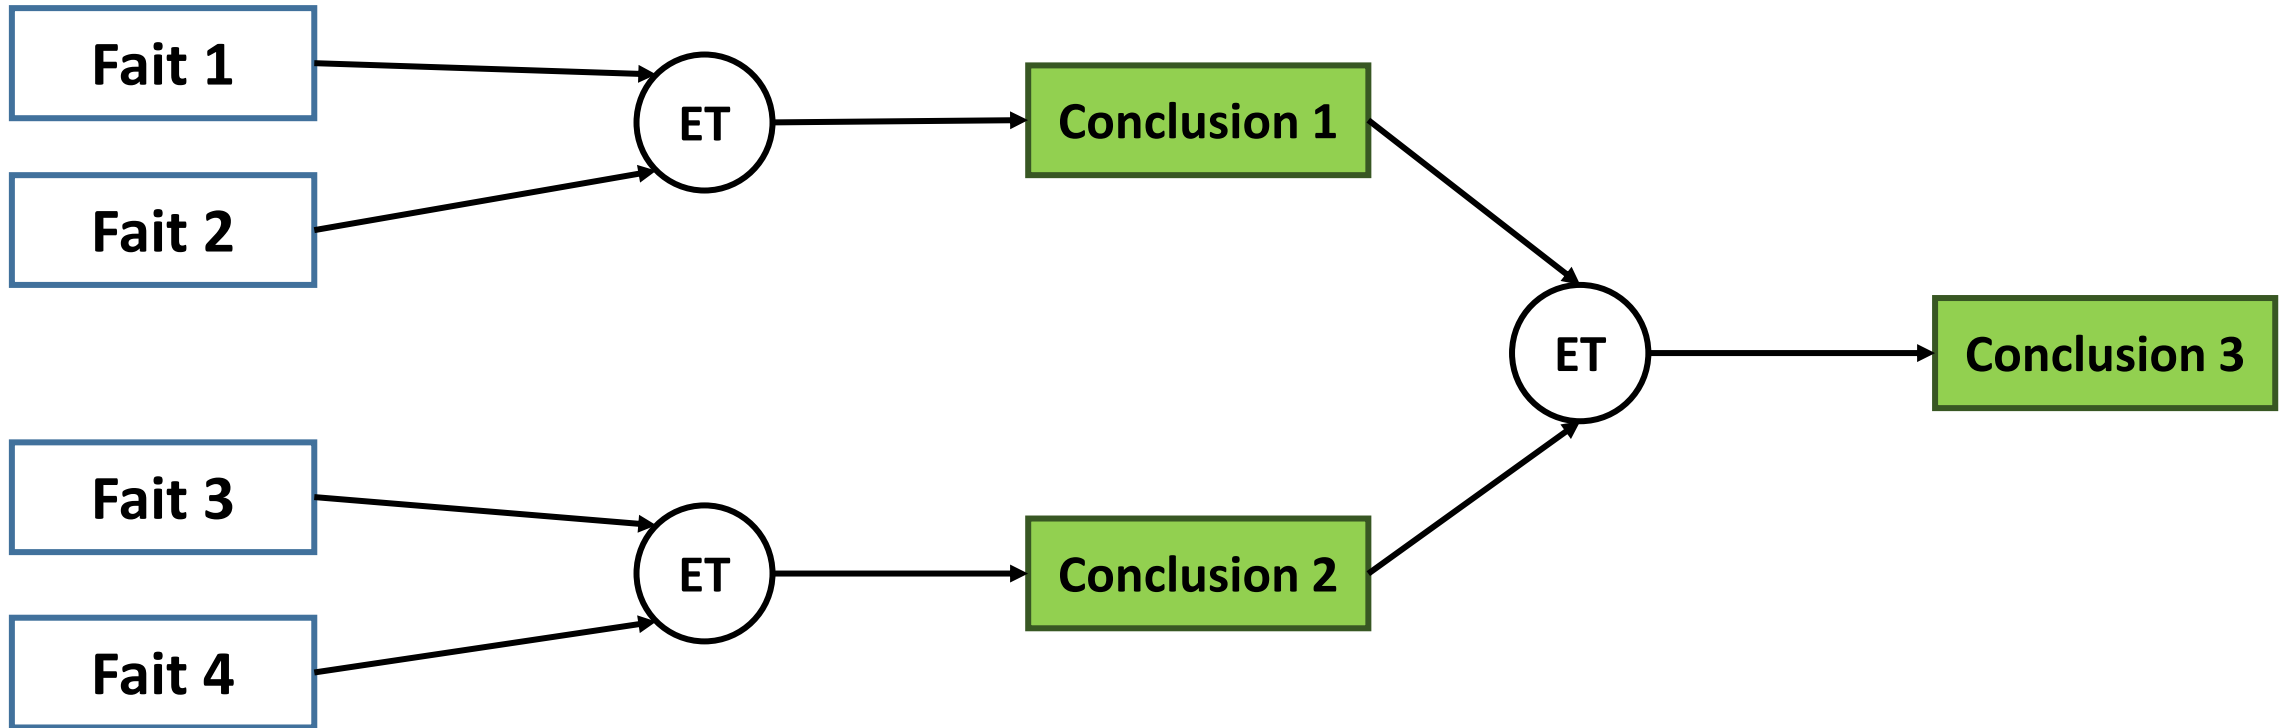 Fait 1
Fait 2
ET
Conclusion 1
Fait 3
Fait 4
ET
Conclusion 2
ET
Conclusion 3